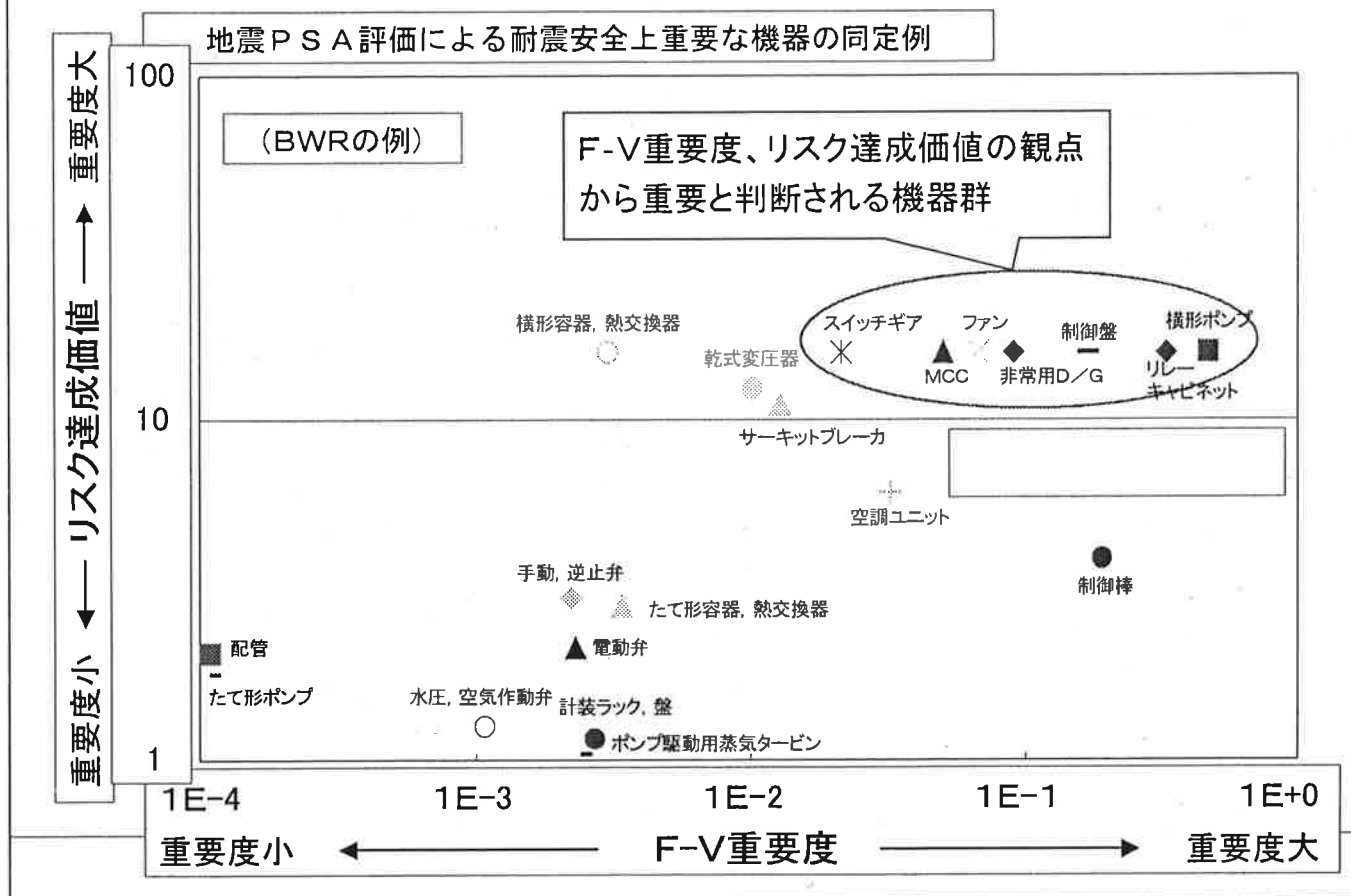 地震PSA評価による耐震安全上重要な機器の同定例
重要度小 ← リスク達成価値 → 重要度大
100
10
1
(BWRの例)
F-V重要度、リスク達成価値の観点
から重要と判断される機器群
横形容器, 熱交換器
乾式変圧器
サーキットブレーカ
スイッチギア
MCC
ファン
非常用D/G
制御盤
リレー
キャビネット
横形ポンプ
空調ユニット
制御棒
手動, 逆止弁
たて形容器, 熱交換器
電動弁
配管
たて形ポンプ
水圧, 空気作動弁
計装ラック, 盤
ポンプ駆動用蒸気タービン
1E-4 1E-3 1E-2 1E-1 1E+0
重要度小 ← F-V重要度 → 重要度大